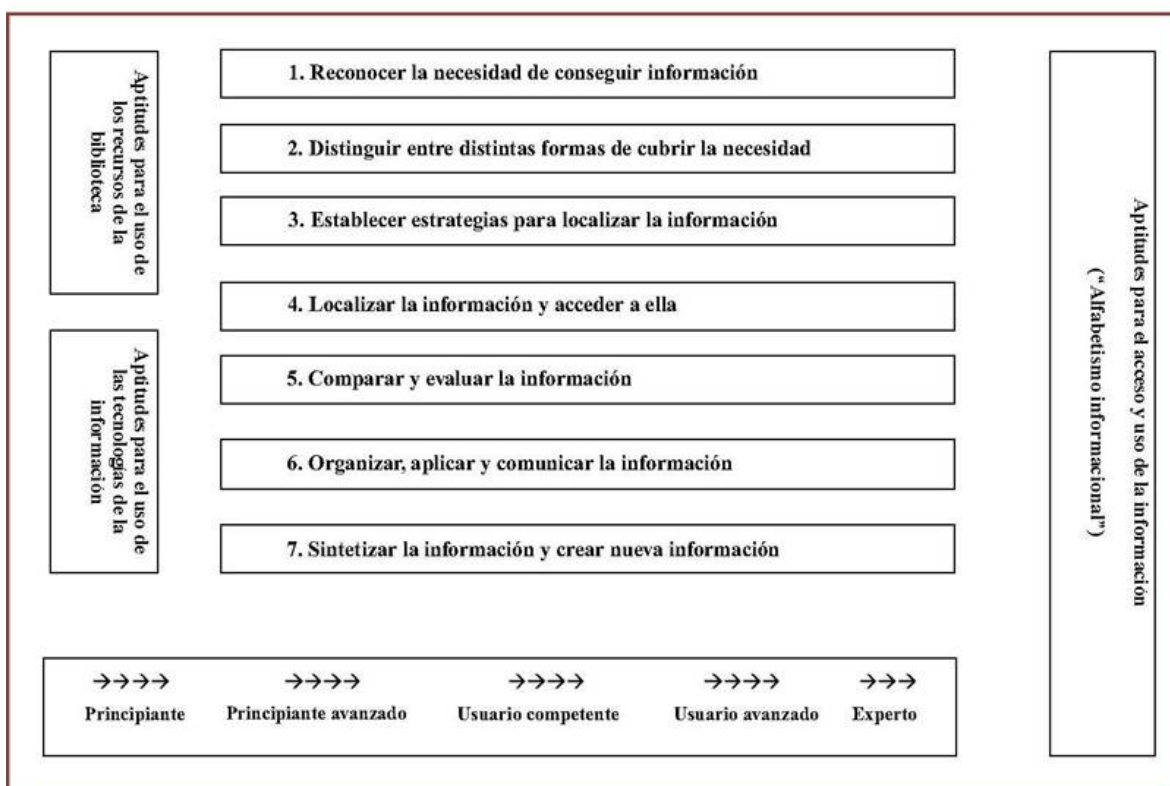 Aptitudes para el uso de
los recursos de la
biblioteca
Aptitudes para el uso de
las tecnologías de la
información
1. Reconocer la necesidad de conseguir información
2. Distinguir entre distintas formas de cubrir la necesidad
3. Establecer estrategias para localizar la información
4. Localizar la información y acceder a ella
5. Comparar y evaluar la información
6. Organizar, aplicar y comunicar la información
7. Sintetizar la información y crear nueva información
Aptitudes para el acceso y uso de la información
(“Alfabetismo informacional”)
→→→→ →→→→ →→→→ →→→→ →→→
Principiante Principiante avanzado Usuario competente Usuario avanzado Experto